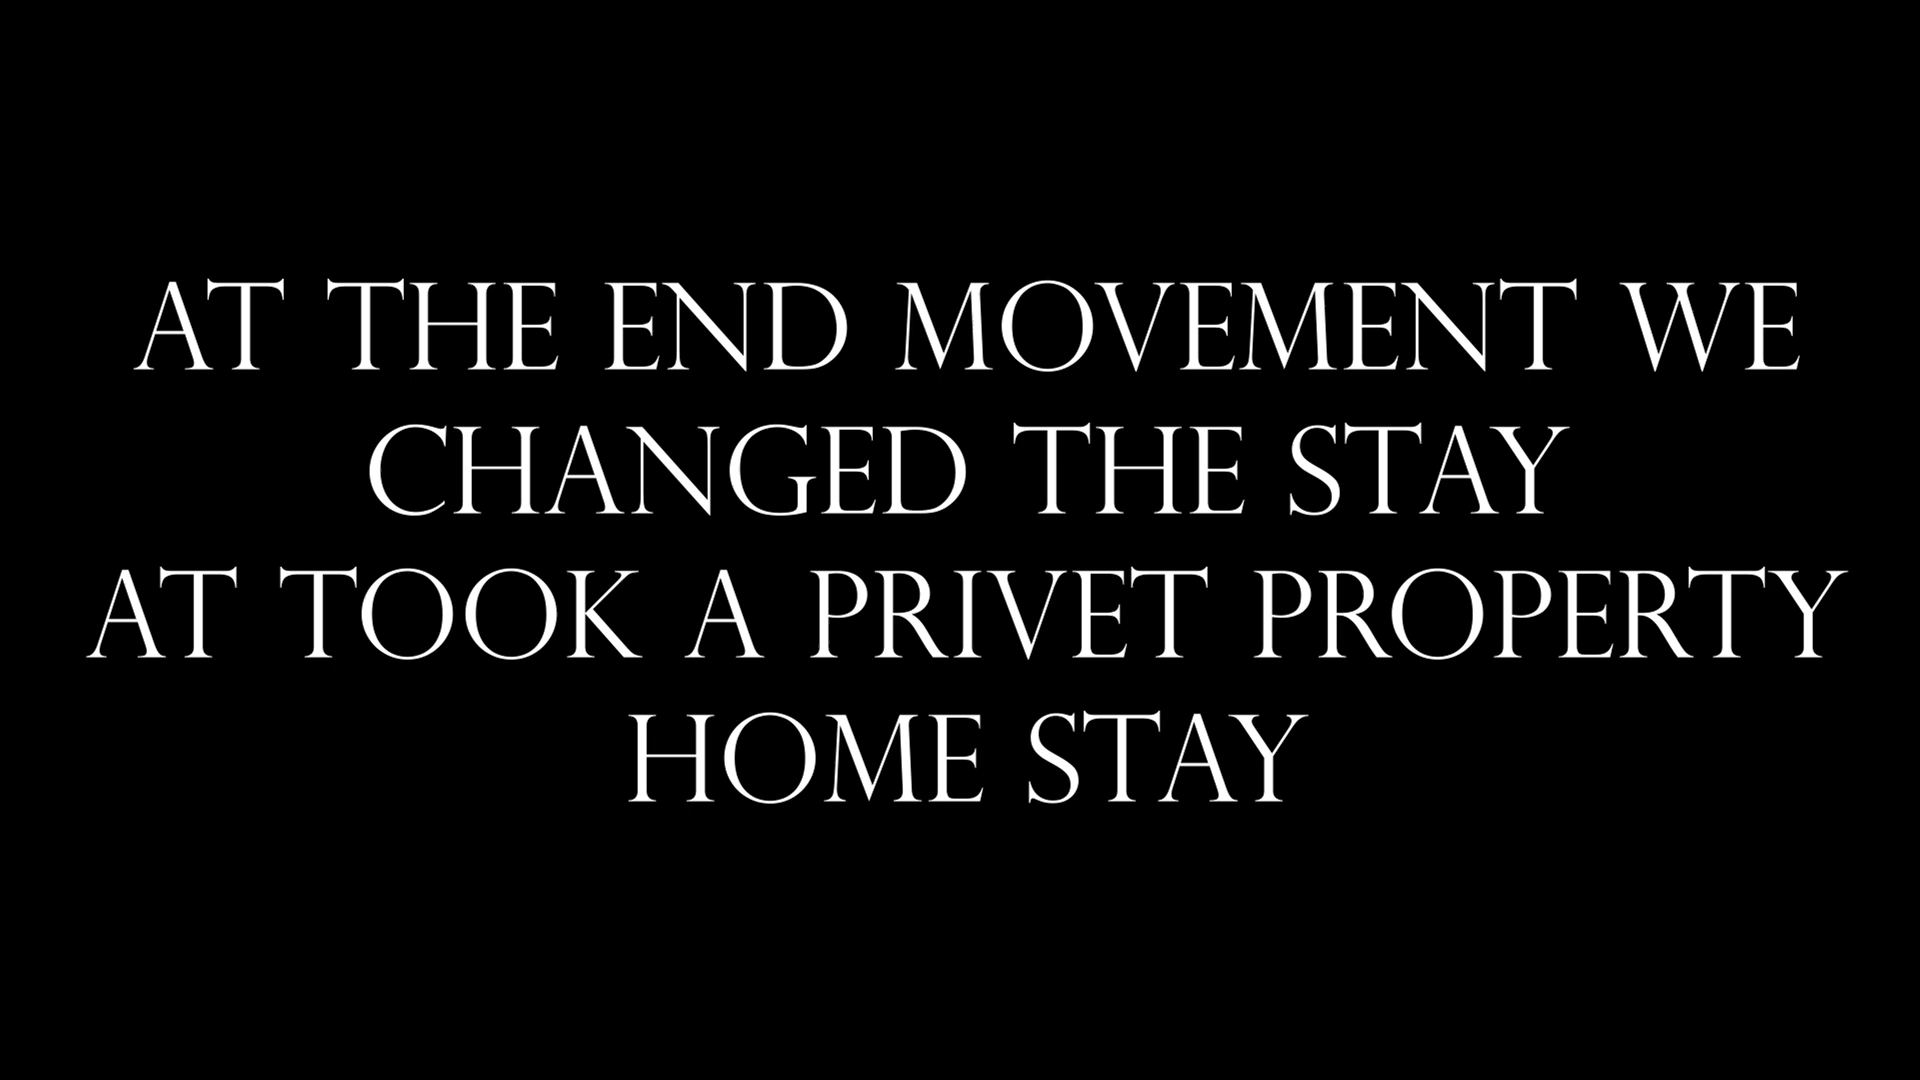 AT THE END MOVEMENT WE
CHANGED THE STAY
AT TOOK A PRIVET PROPERTY
HOME STAY